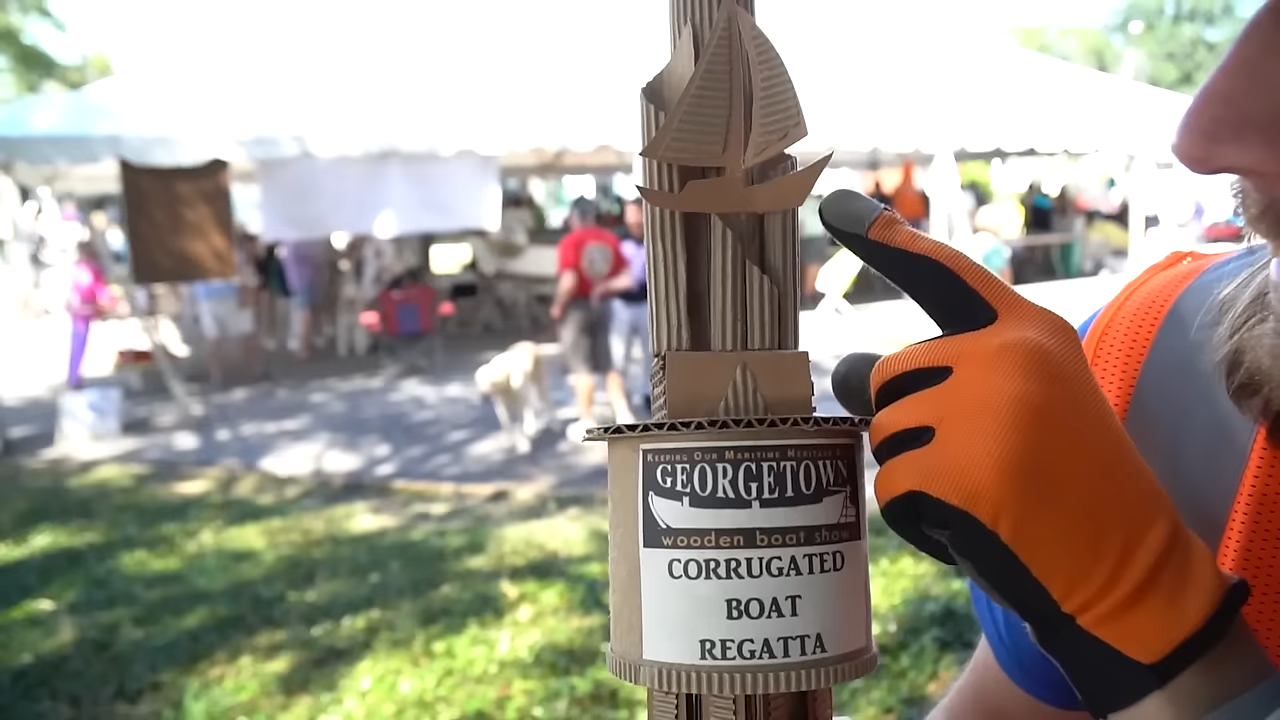 KEEPING OUR MARITIME HERITAGE
GEORGETOWN
wooden boat show
CORRUGATED
BOAT
REGATTA